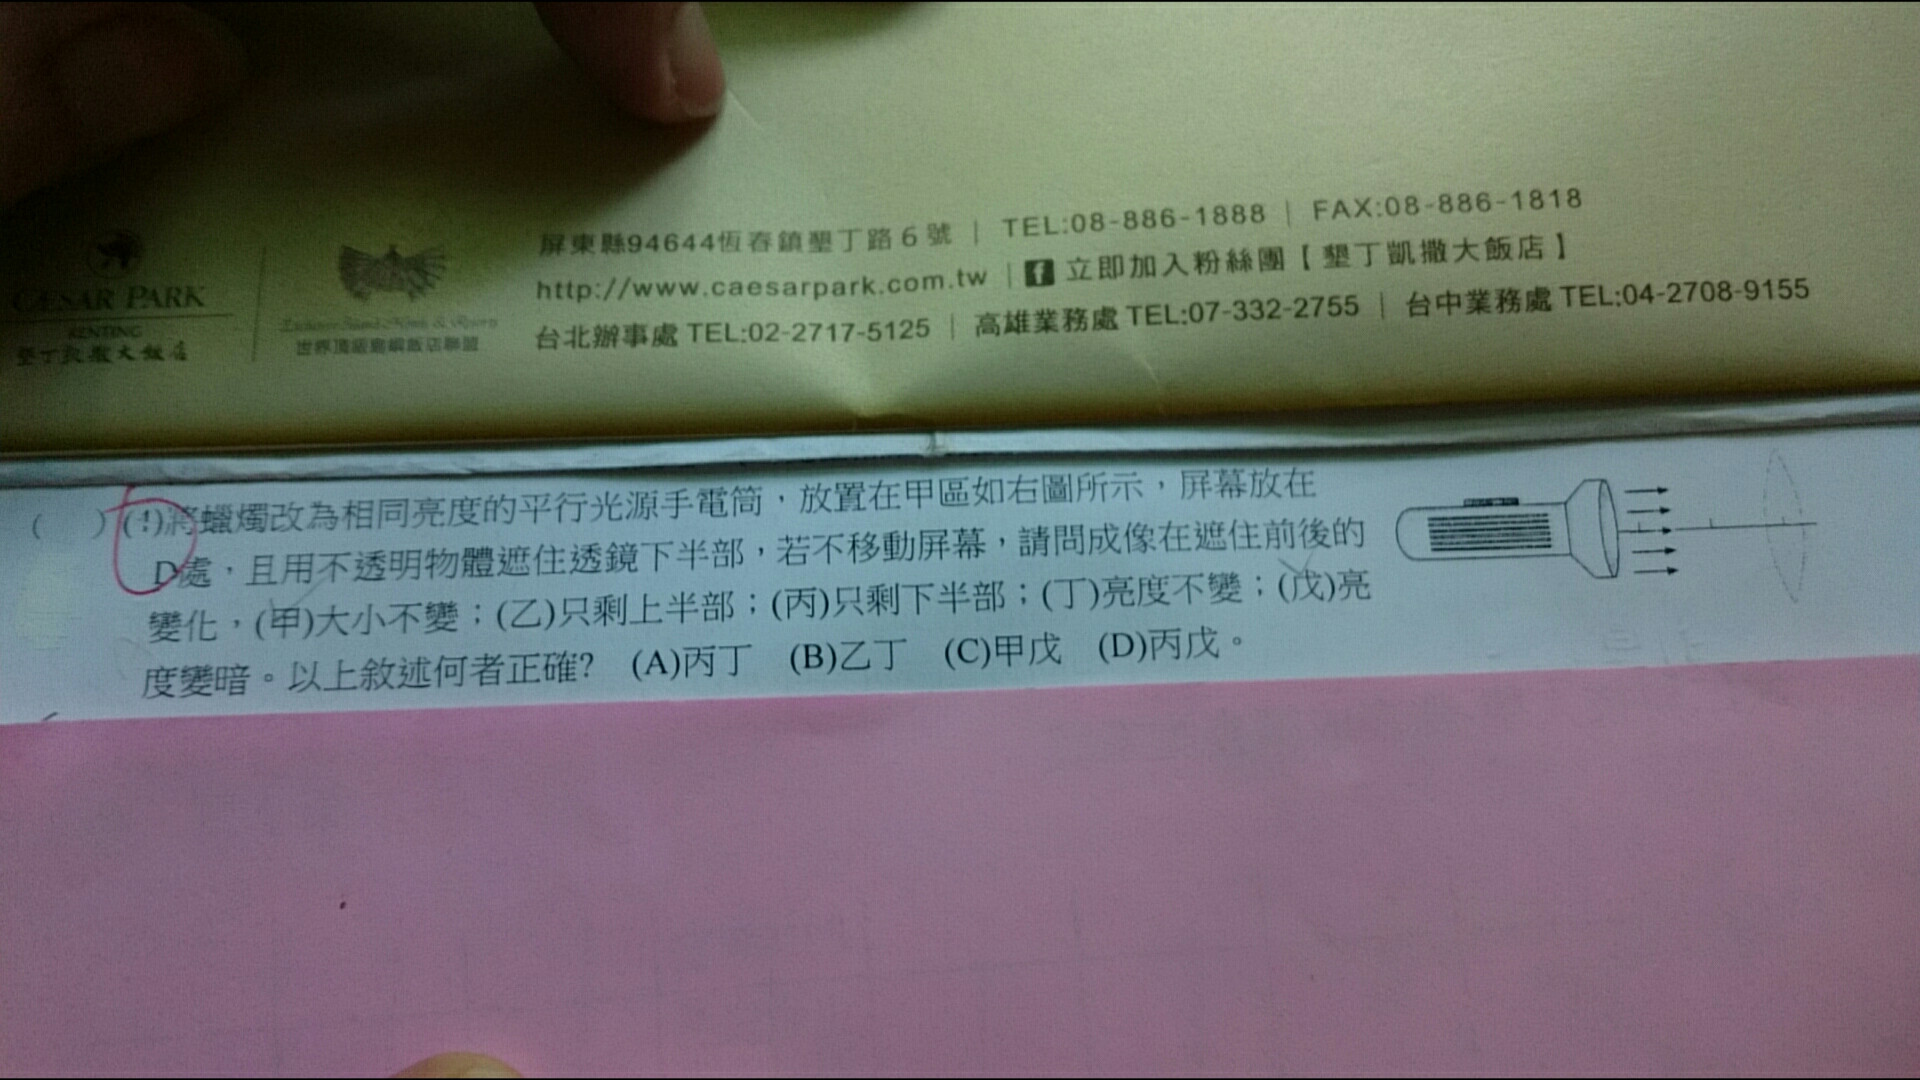 屏東縣94644恆春鎮墾丁路6號 | TEL:08-886-1888 | FAX:08-886-1818
http://www.caesarpark.com.tw | f 立即加入粉絲團【墾丁凱撒大飯店】
台北辦事處 TEL:02-2717-5125 | 高雄業務處 TEL:07-332-2755 | 台中業務處 TEL:04-2708-9155
CAESAR PARK
KENTING
墾丁凱撒大飯店
世界頂級島嶼飯店聯盟
( )(4)將蠟燭改為相同亮度的平行光源手電筒，放置在甲區如右圖所示，屏幕放在
D處，且用不透明物體遮住透鏡下半部，若不移動屏幕，請問成像在遮住前後的
變化，(甲)大小不變；(乙)只剩上半部；(丙)只剩下半部；(丁)亮度不變；(戊)亮
度變暗。以上敘述何者正確? (A)丙丁 (B)乙丁 (C)甲戊 (D)丙戊。